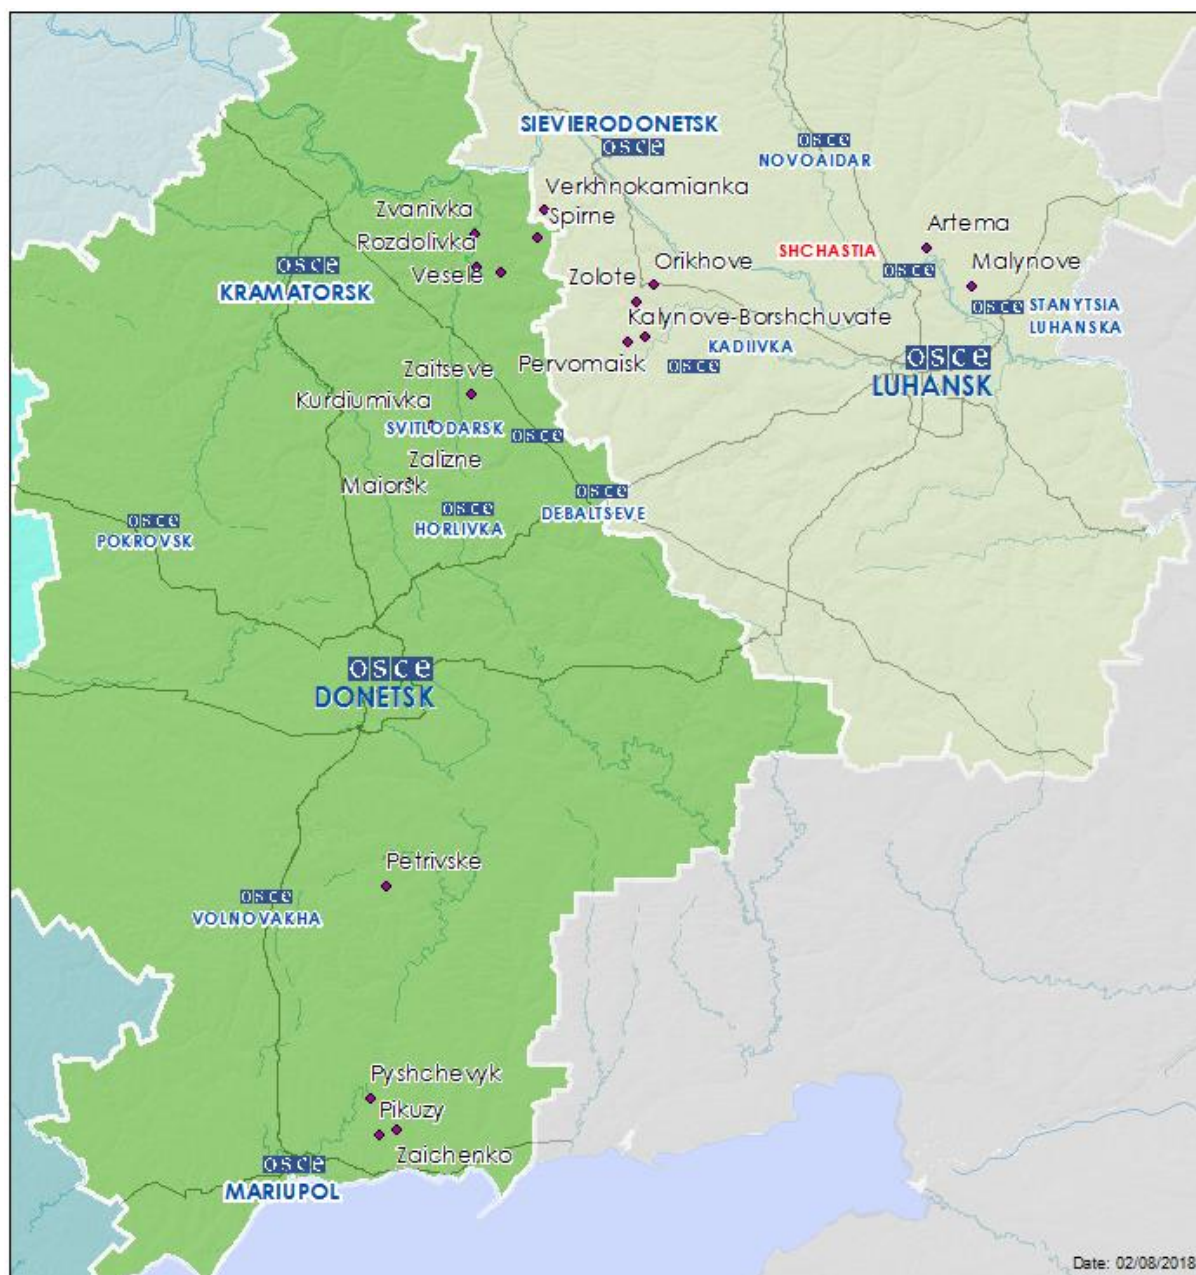 SIEVIERODONETSK
osce
osce
NOVOAIDAR
Verkhnokamianka
Zvanivka
Spirne
Artema
Rozdolivka
SHCHASTIA
osce
KRAMATORSK
Vesele
Zolote
Orikhove
osce
Malynove
osce
STANYTSIA
LUHANSKA
Kalynove-Borshchuvate
KADIIVKA
Pervomaisk
osce
osce
LUHANSK
Zaitseve
Kurdiumivka
SVITLODARSK
osce
Zalizne
Maiorsk
osce
HORLIVKA
osce
DEBALTSEVE
osce
POKROVSK
osce
DONETSK
Petrivske
osce
VOLNOVAKHA
Pyshchevyk
Pikuzy
Zaichenko
osce
MARIUPOL
Date: 02/08/2018